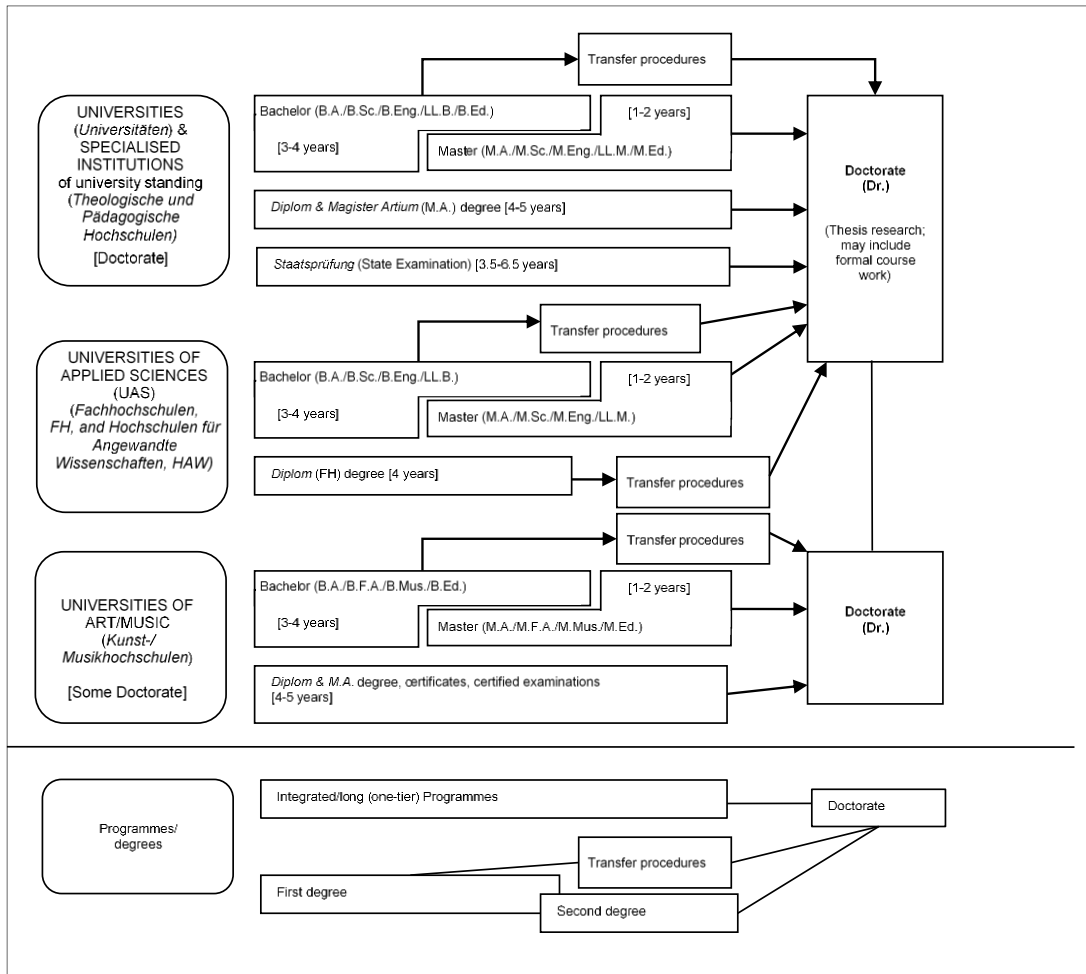 Transfer procedures
UNIVERSITIES
(Universitäten) &
SPECIALISED
INSTITUTIONS
of university standing
(Theologische und
Pädagogische
Hochschulen)
[Doctorate]
Bachelor (B.A./B.Sc./B.Eng./LL.B./B.Ed.)
[3-4 years]
[1-2 years]
Master (M.A./M.Sc./M.Eng./LL.M./M.Ed.)
Diplom & Magister Artium (M.A.) degree [4-5 years]
Staatsprüfung (State Examination) [3.5-6.5 years]
Doctorate
(Dr.)
(Thesis research;
may include
formal course
work)
Transfer procedures
UNIVERSITIES OF
APPLIED SCIENCES
(UAS)
(Fachhochschulen,
FH, and Hochschulen für
Angewandte
Wissenschaften, HAW)
Bachelor (B.A./B.Sc./B.Eng./LL.B.)
[3-4 years]
[1-2 years]
Master (M.A./M.Sc./M.Eng./LL.M.)
Diplom (FH) degree [4 years]
Transfer procedures
Transfer procedures
UNIVERSITIES OF
ART/MUSIC
(Kunst-/
Musikhochschulen)
[Some Doctorate]
Bachelor (B.A./B.F.A./B.Mus./B.Ed.)
[3-4 years]
[1-2 years]
Master (M.A./M.F.A./M.Mus./M.Ed.)
Diplom & M.A. degree, certificates, certified examinations
[4-5 years]
Doctorate
(Dr.)
Programmes/
degrees
Integrated/long (one-tier) Programmes
Doctorate
Transfer procedures
First degree
Second degree